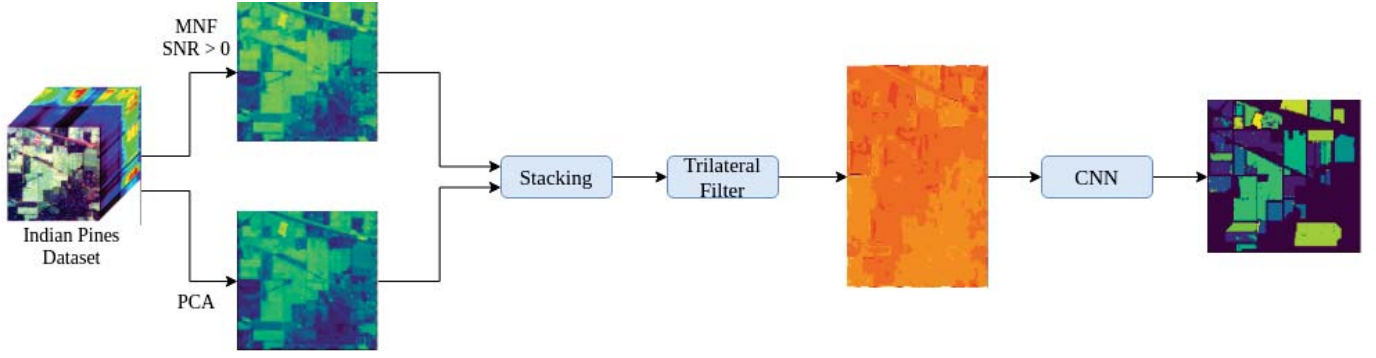 MNF
SNR > 0
Indian Pines
Dataset
PCA
Stacking
Trilateral
Filter
CNN